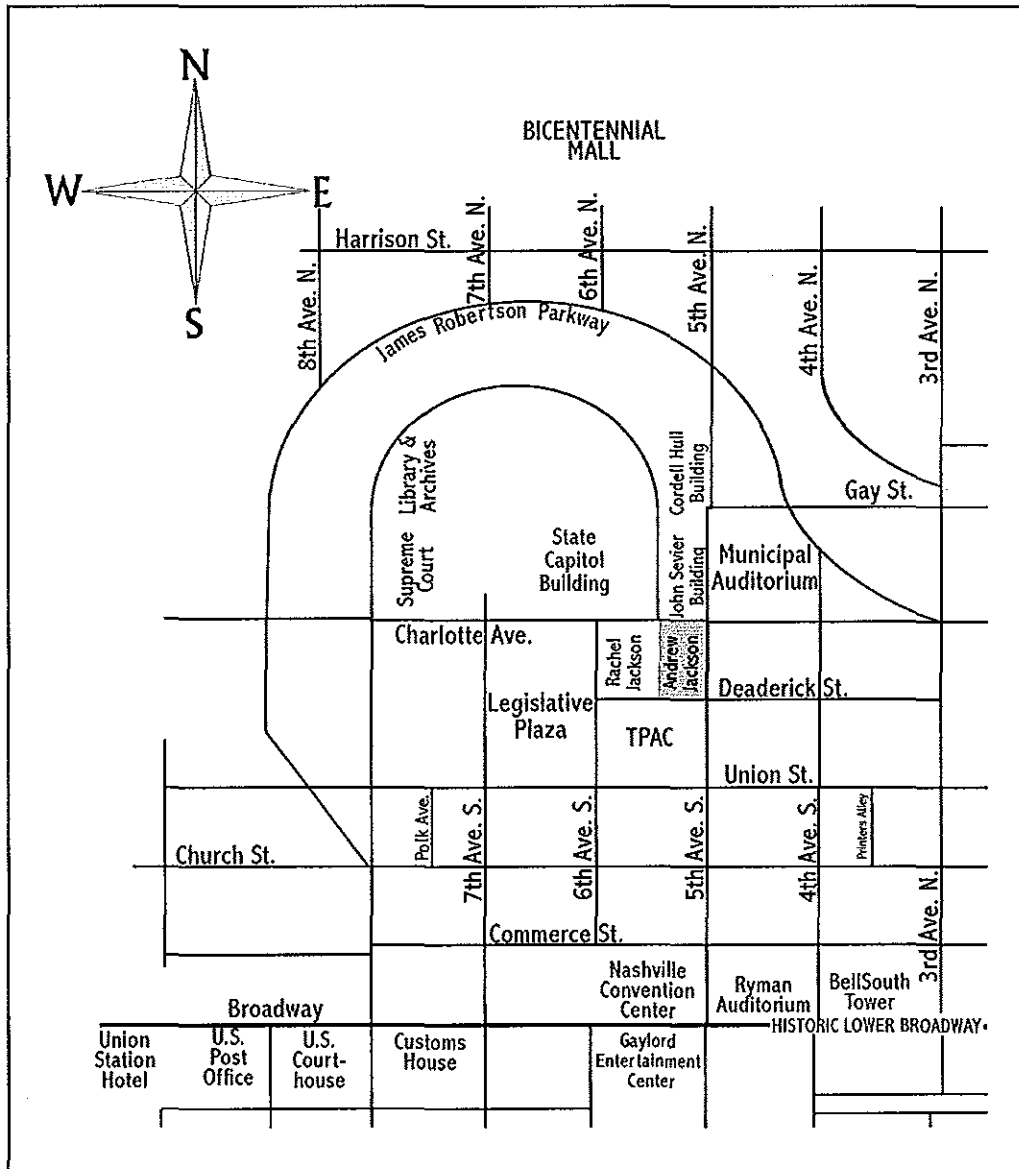 N
W
E
S
BICENTENNIAL
MALL
Harrison St.
8th Ave. N.
7th Ave. N.
6th Ave. N.
5th Ave. N.
4th Ave. N.
3rd Ave. N.
James Robertson Parkway
Library &
Archives
Cordell Hull
Building
Gay St.
Supreme
Court
State
Capitol
Building
John Sevier
Building
Municipal
Auditorium
Charlotte Ave.
Rachel
Jackson
Andrew
Jackson
Deaderick St.
Legislative
Plaza
TPAC
Union St.
Polk Ave.
7th Ave. S.
6th Ave. S.
5th Ave. S.
4th Ave. S.
Printers Alley
Church St.
3rd Ave. N.
Commerce St.
Nashville
Convention
Center
Ryman
Auditorium
BellSouth
Tower
Broadway
HISTORIC LOWER BROADWAY
Union
Station
Hotel
U.S.
Post
Office
U.S.
Court-
house
Customs
House
Gaylord
Entertainment
Center